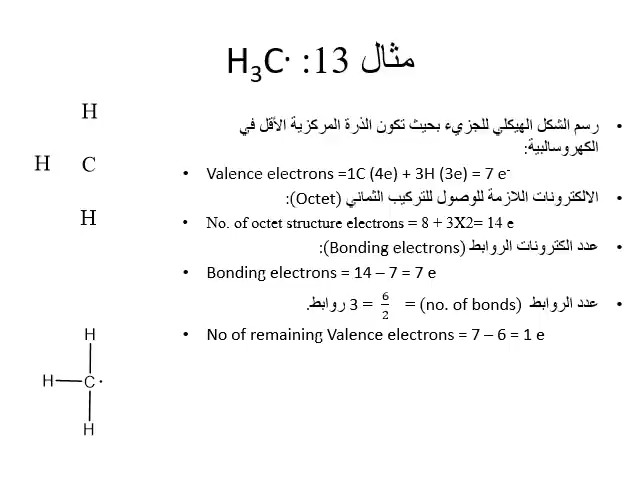 مثال 13: H₃C·
• رسم الشكل الهيكلي للجزيء بحيث تكون الذرة المركزية الأقل في
الكهروسالبية:
• Valence electrons =1C (4e) + 3H (3e) = 7 e⁻
• الالكترونات اللازمة للوصول للتركيب الثماني (Octet):
• No. of octet structure electrons = 8 + 3X2= 14 e
• عدد الكترونات الروابط (Bonding electrons):
• Bonding electrons = 14 – 7 = 7 e
• عدد الروابط (no. of bonds) = 6/2 = 3 روابط.
• No of remaining Valence electrons = 7 – 6 = 1 e
H
H C
H
H
H C·
H